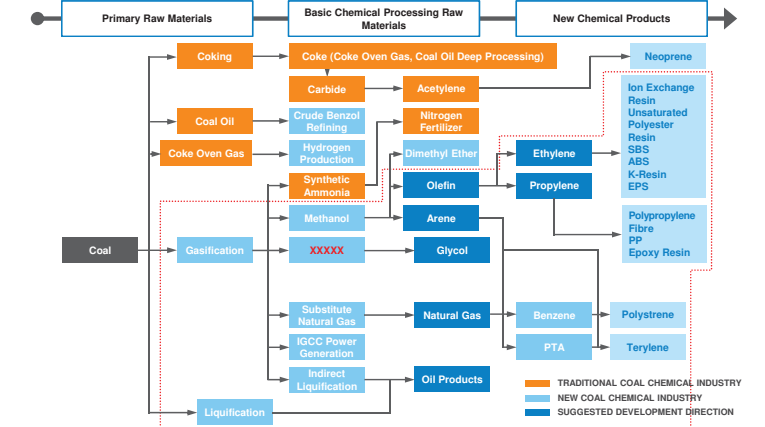 Primary Raw Materials
Basic Chemical Processing Raw
Materials
New Chemical Products
Coking
Coke (Coke Oven Gas, Coal Oil Deep Processing)
Neoprene
Carbide
Acetylene
Ion Exchange
Resin
Unsaturated
Polyester
Resin
SBS
ABS
K-Resin
EPS
Coal Oil
Crude Benzol
Refining
Nitrogen
Fertilizer
Coke Oven Gas
Hydrogen
Production
Dimethyl Ether
Ethylene
Synthetic
Ammonia
Olefin
Propylene
Methanol
Arene
Polypropylene
Fibre
PP
Epoxy Resin
Coal
Gasification
XXXXX
Glycol
Substitute
Natural Gas
Natural Gas
Benzene
Polystrene
IGCC Power
Generation
PTA
Terylene
Indirect
Liquification
Oil Products
Liquification
TRADITIONAL COAL CHEMICAL INDUSTRY
NEW COAL CHEMICAL INDUSTRY
SUGGESTED DEVELOPMENT DIRECTION